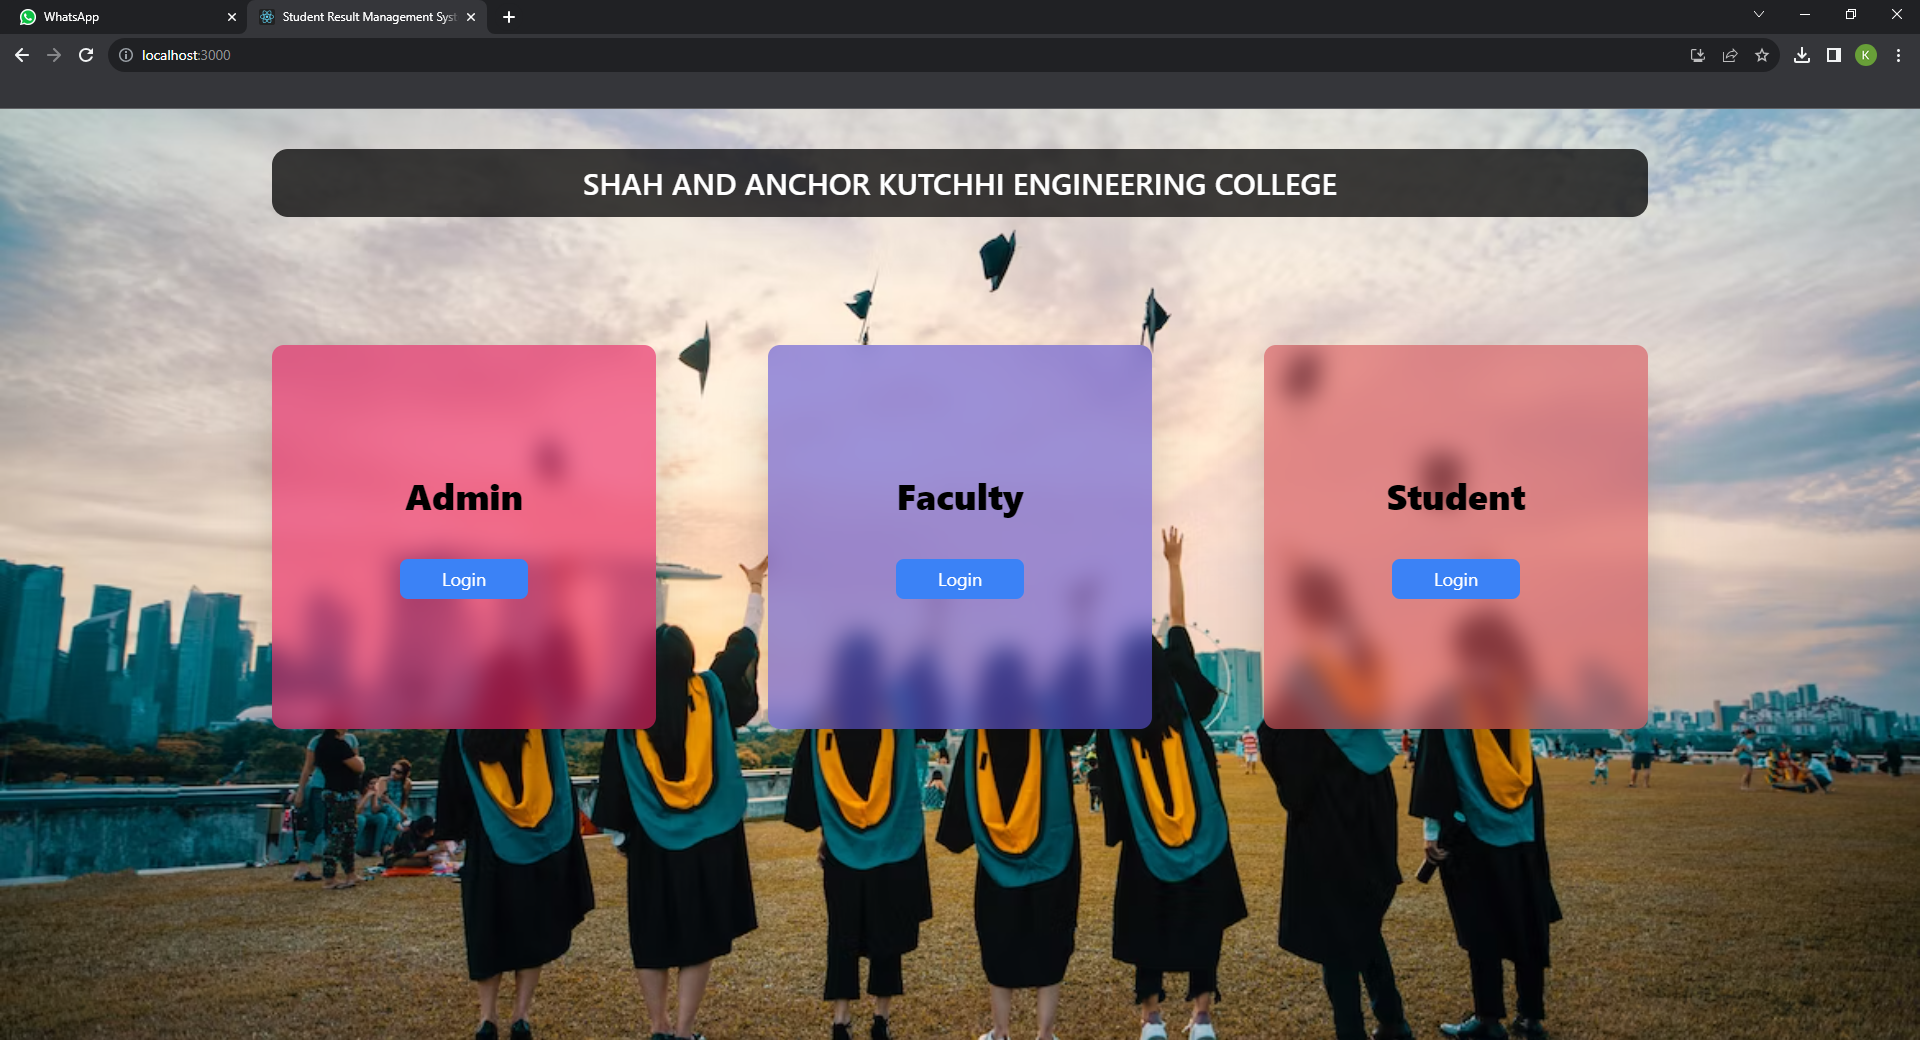 WhatsApp
Student Result Management Syst
localhost:3000
K
SHAH AND ANCHOR KUTCHHI ENGINEERING COLLEGE
Admin
Faculty
Student
Login
Login
Login